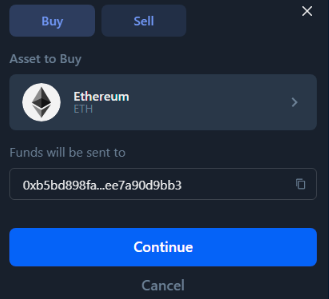 Buy
Sell
Asset to Buy
Ethereum
ETH
Funds will be sent to
0xb5bd898fa...ee7a90d9bb3
Continue
Cancel